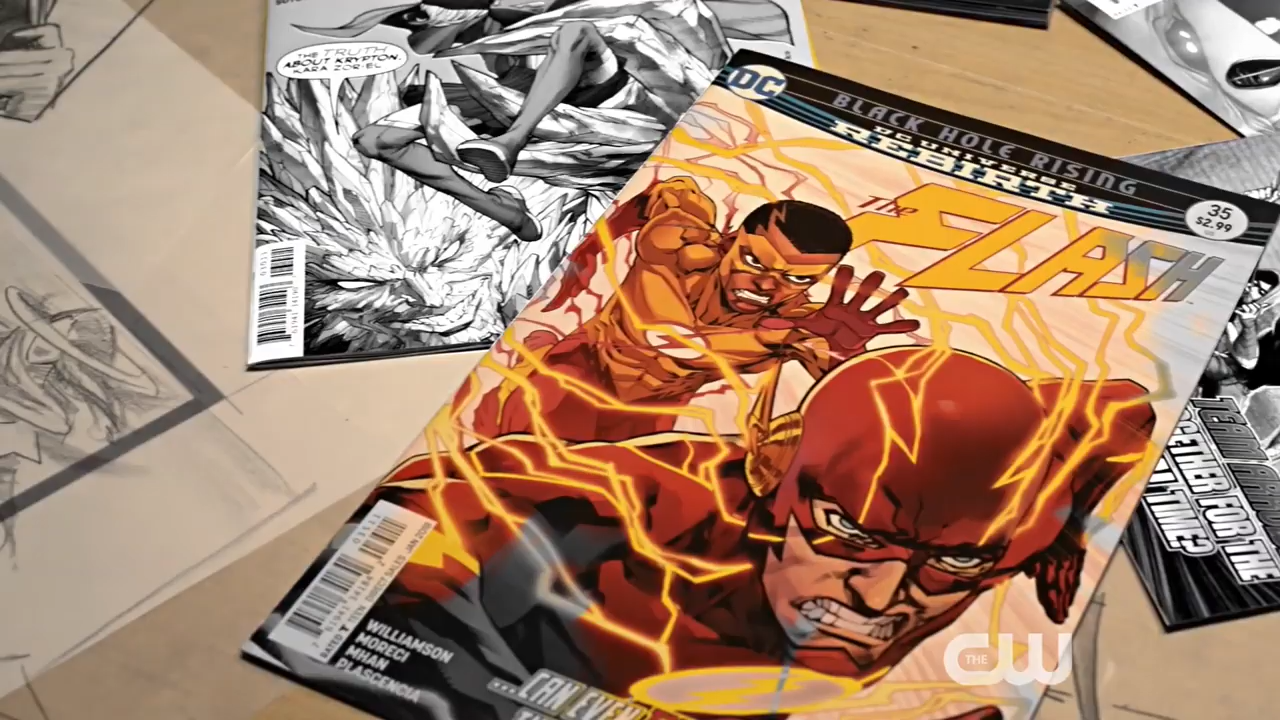 THE TRUTH
ABOUT KRYPTON,
KARA ZOR-EL
DC
BLACK HOLE RISING
DC UNIVERSE
REBIRTH
The FLASH
35
$2.99
WILLIAMSON
MORECI
MHAN
PLASCENCIA
...CAN EVEN
TEAM
FOR THE
TIME?
THE CW